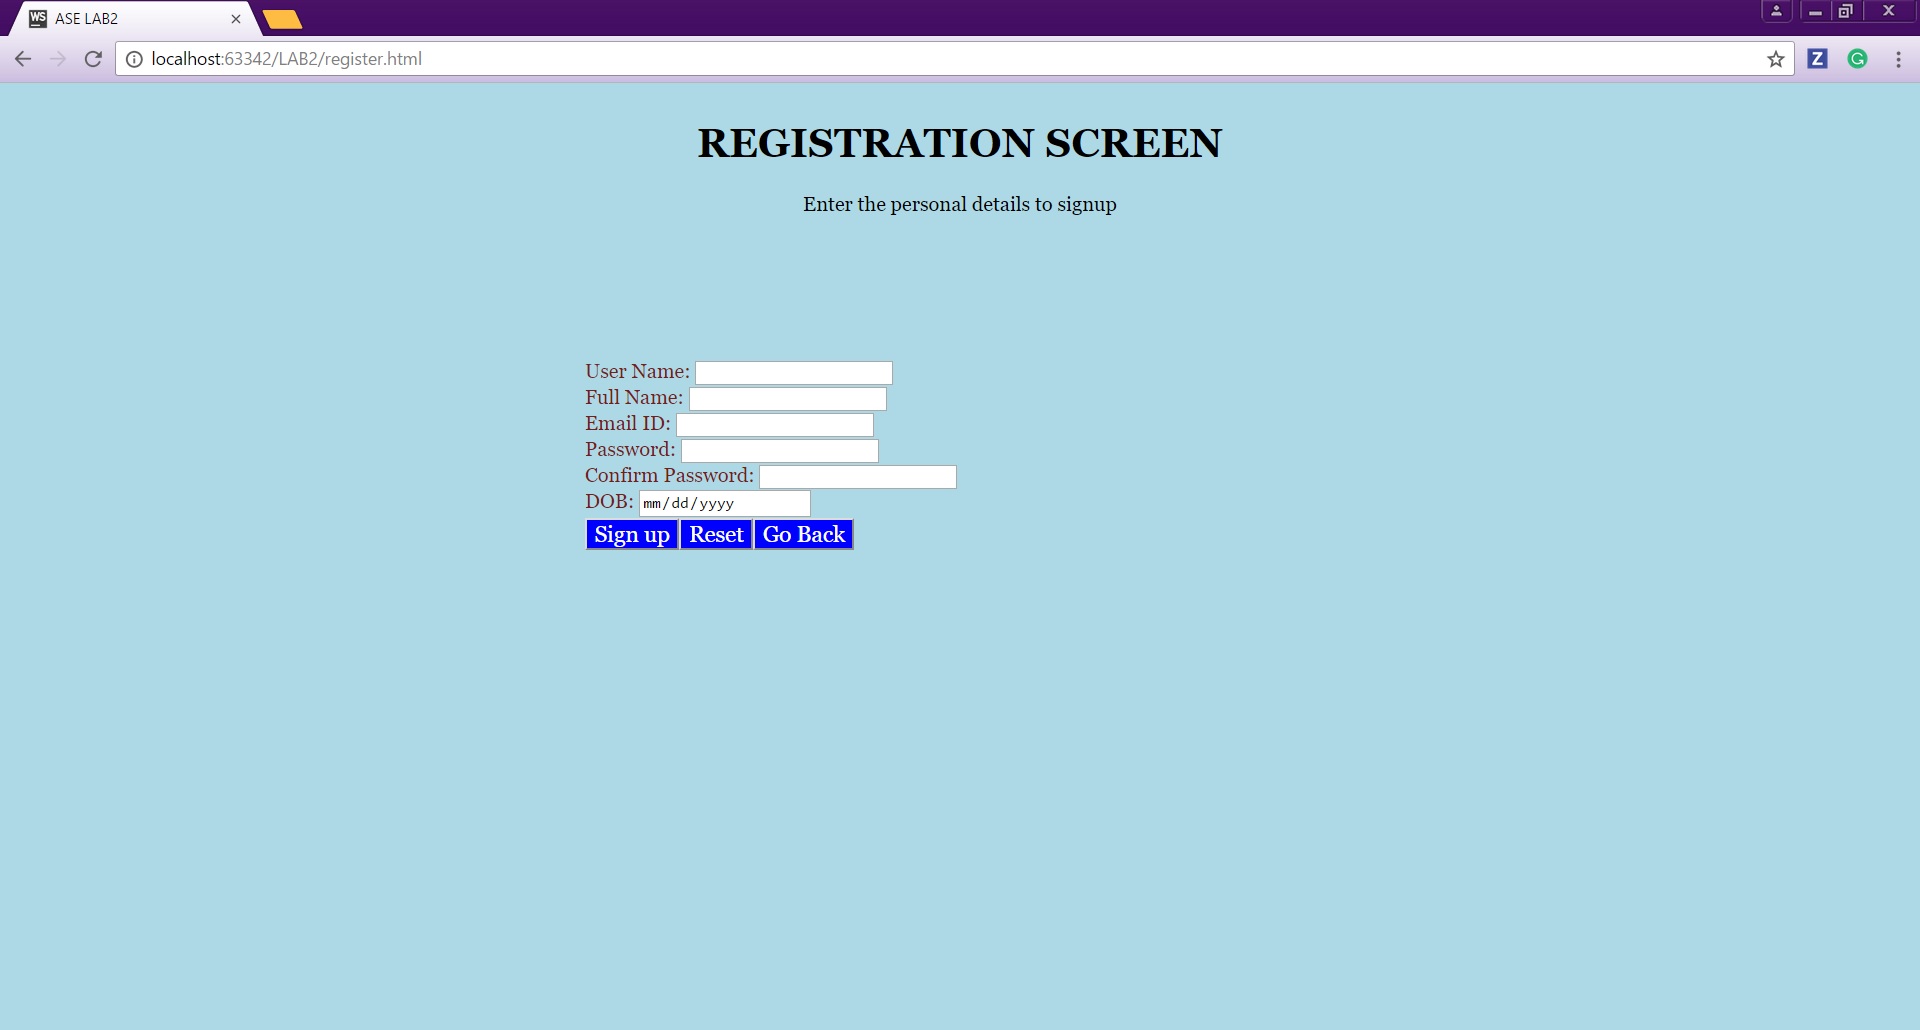 WS ASE LAB2
localhost:63342/LAB2/register.html
Z
G
REGISTRATION SCREEN
Enter the personal details to signup
User Name:
Full Name:
Email ID:
Password:
Confirm Password:
DOB: mm/dd/yyyy
Sign up Reset Go Back